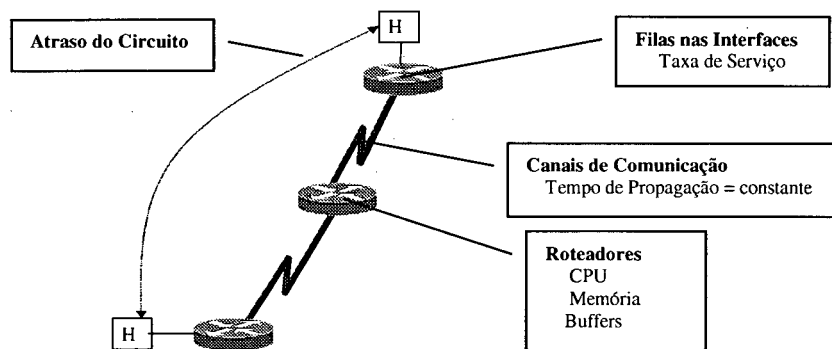 H
Atraso do Circuito
Filas nas Interfaces
Taxa de Serviço
Canais de Comunicação
Tempo de Propagação = constante
Roteadores
CPU
Memória
Buffers
H